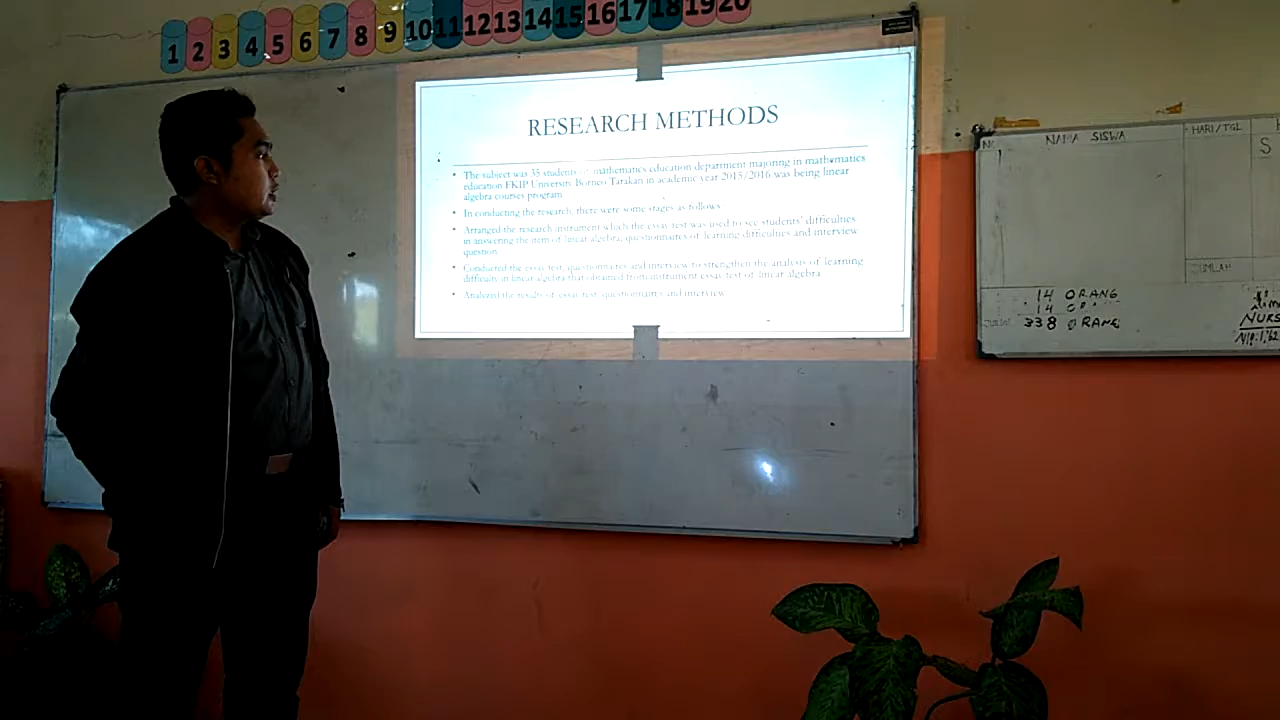 1 2 3 4 5 6 7 8 9 10 11 12 13 14 15 16 17 18 19 20
RESEARCH METHODS
• The subject was 35 students of mathematics education department majoring in mathematics
education FKIP University Borneo Tarakan in academic year 2015/2016 was being linear
algebra courses program
• In conducting the research, there were some stages as follows
• Arranged the research instrument which the essay test was used to see students' difficulties
in answering the item of linear algebra, questionnaires of learning difficulties and interview
question
• Conducted the essay test, questionnaires and interview to strengthen the analysis of learning
difficulty in linear algebra that obtained from instrument essay test of linear algebra
• Analyzed the results of essay test, questionnaires and interview
NAMA SISWA
HARI/TGL
S
JUMLAH
14 ORANG
14
338 ORANG
NURS